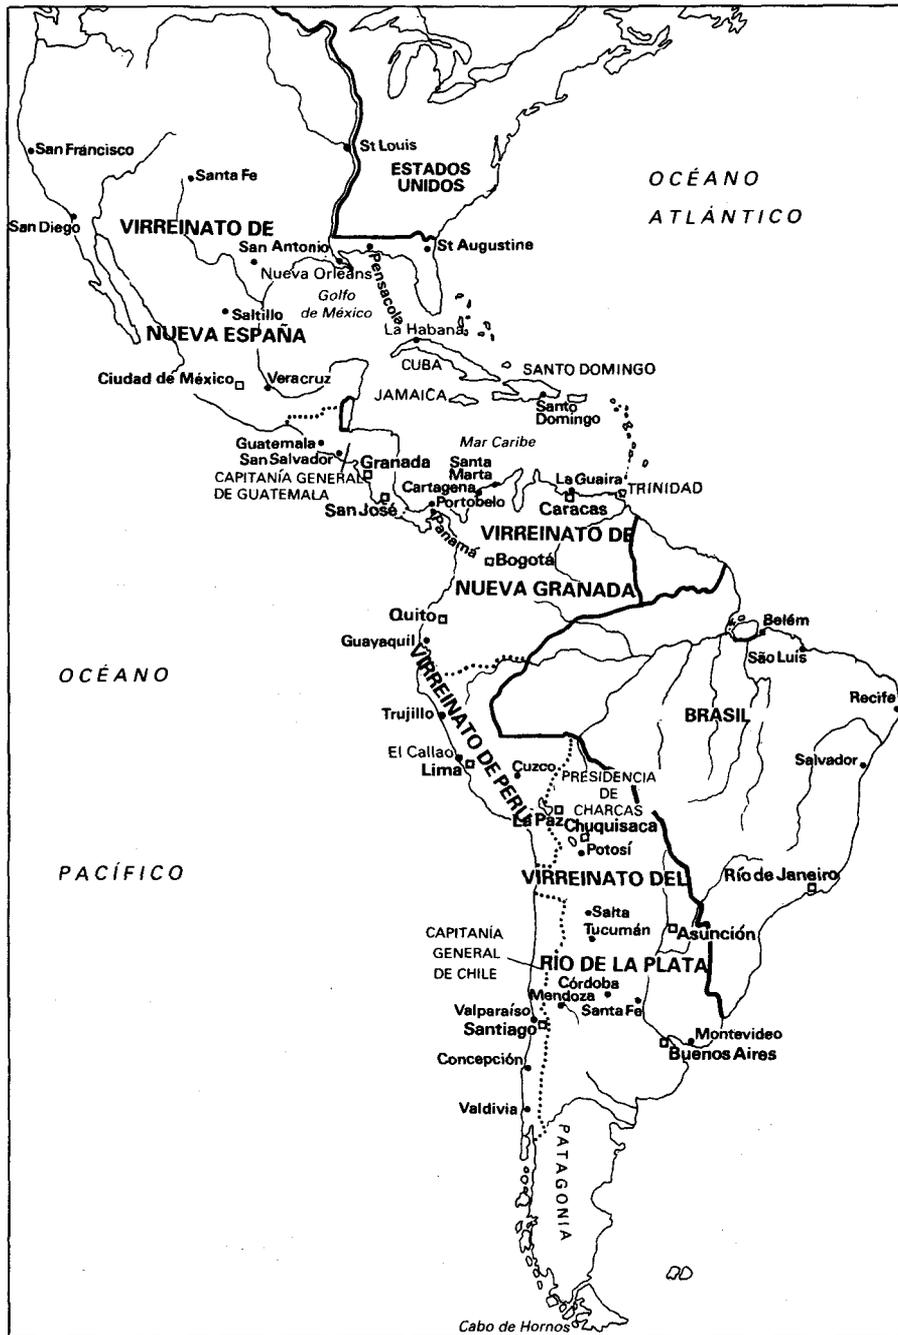 San Francisco
St Louis
ESTADOS
UNIDOS
Santa Fe
OCÉANO
ATLÁNTICO
San Diego
VIRREINATO DE
San Antonio
St Augustine
Nueva Orleans
Pensacola
Golfo
de México
Saltillo
NUEVA ESPAÑA
La Habana
CUBA
SANTO DOMINGO
Ciudad de México
Veracruz
JAMAICA
Santo
Domingo
Guatemala
Mar Caribe
San Salvador
Granada
Santa
Marta
CAPITANÍA GENERAL
DE GUATEMALA
Cartagena
La Guaira
TRINIDAD
San José
Portobelo
Caracas
Panamá
VIRREINATO DE
Bogotá
NUEVA GRANADA
Quito
Guayaquil
Belém
São Luis
OCÉANO
VIRREINATO DE PERÚ
Trujillo
BRASIL
Recife
El Callao
Lima
Cuzco
PRESIDENCIA
DE
CHARCAS
Salvador
La Paz
Chuquisaca
Potosí
PACÍFICO
VIRREINATO DEL
Río de Janeiro
Salta
Tucumán
Asunción
CAPITANÍA
GENERAL
DE CHILE
RIO DE LA PLATA
Córdoba
Mendoza
Santa Fe
Valparaíso
Santiago
Montevideo
Buenos Aires
Concepción
Valdivia
PATAGONIA
Cabo de Hornos